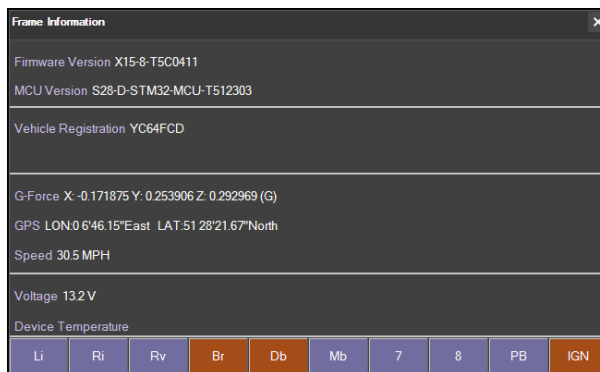 Frame Information X
Firmware Version X15-8-T5C0411
MCU Version S28-D-STM32-MCU-T512303
Vehicle Registration YC64FCD
G-Force X: -0.171875 Y: 0.253906 Z: 0.292969 (G)
GPS LON:0 6'46.15"East LAT:51 28'21.67"North
Speed 30.5 MPH
Voltage 13.2 V
Device Temperature
Li Ri Rv Br Db Mb 7 8 PB IGN